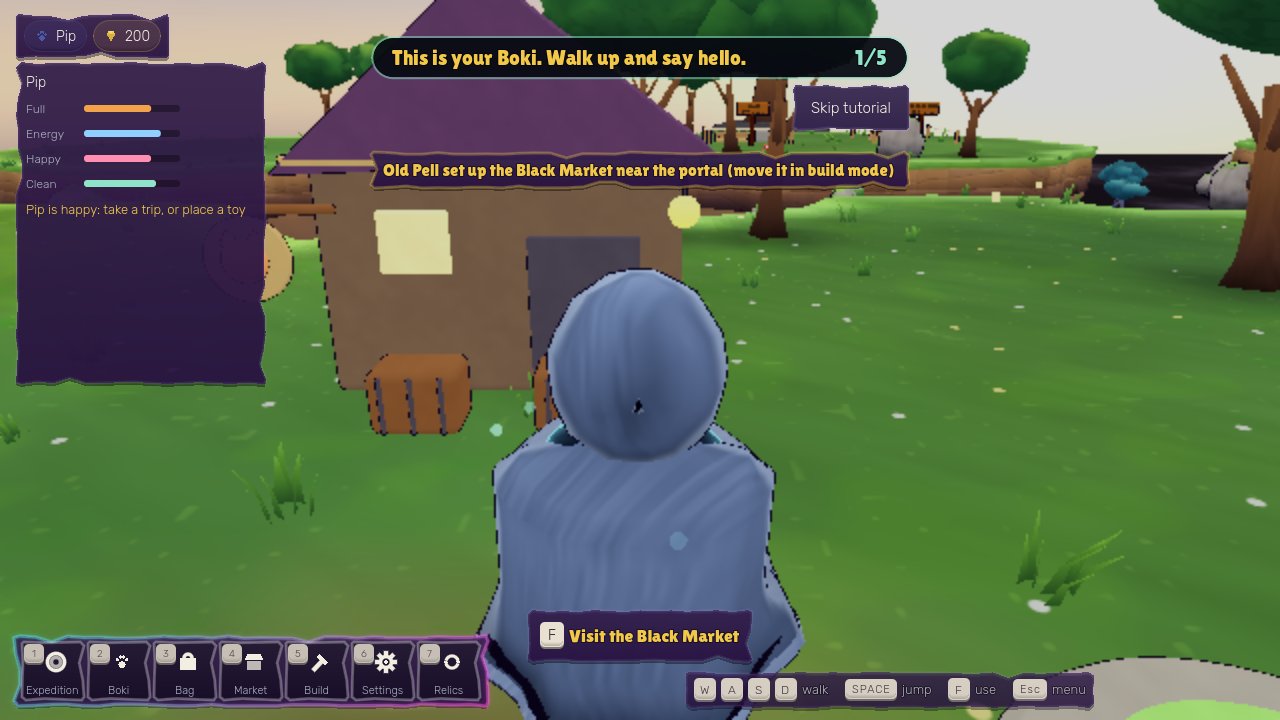 Pip
200
This is your Boki. Walk up and say hello.
1/5
Skip tutorial
Pip
Full
Energy
Happy
Clean
Pip is happy: take a trip, or place a toy
Old Pell set up the Black Market near the portal (move it in build mode)
F Visit the Black Market
1 Expedition
2 Boki
3 Bag
4 Market
5 Build
6 Settings
7 Relics
W A S D walk SPACE jump F use Esc menu